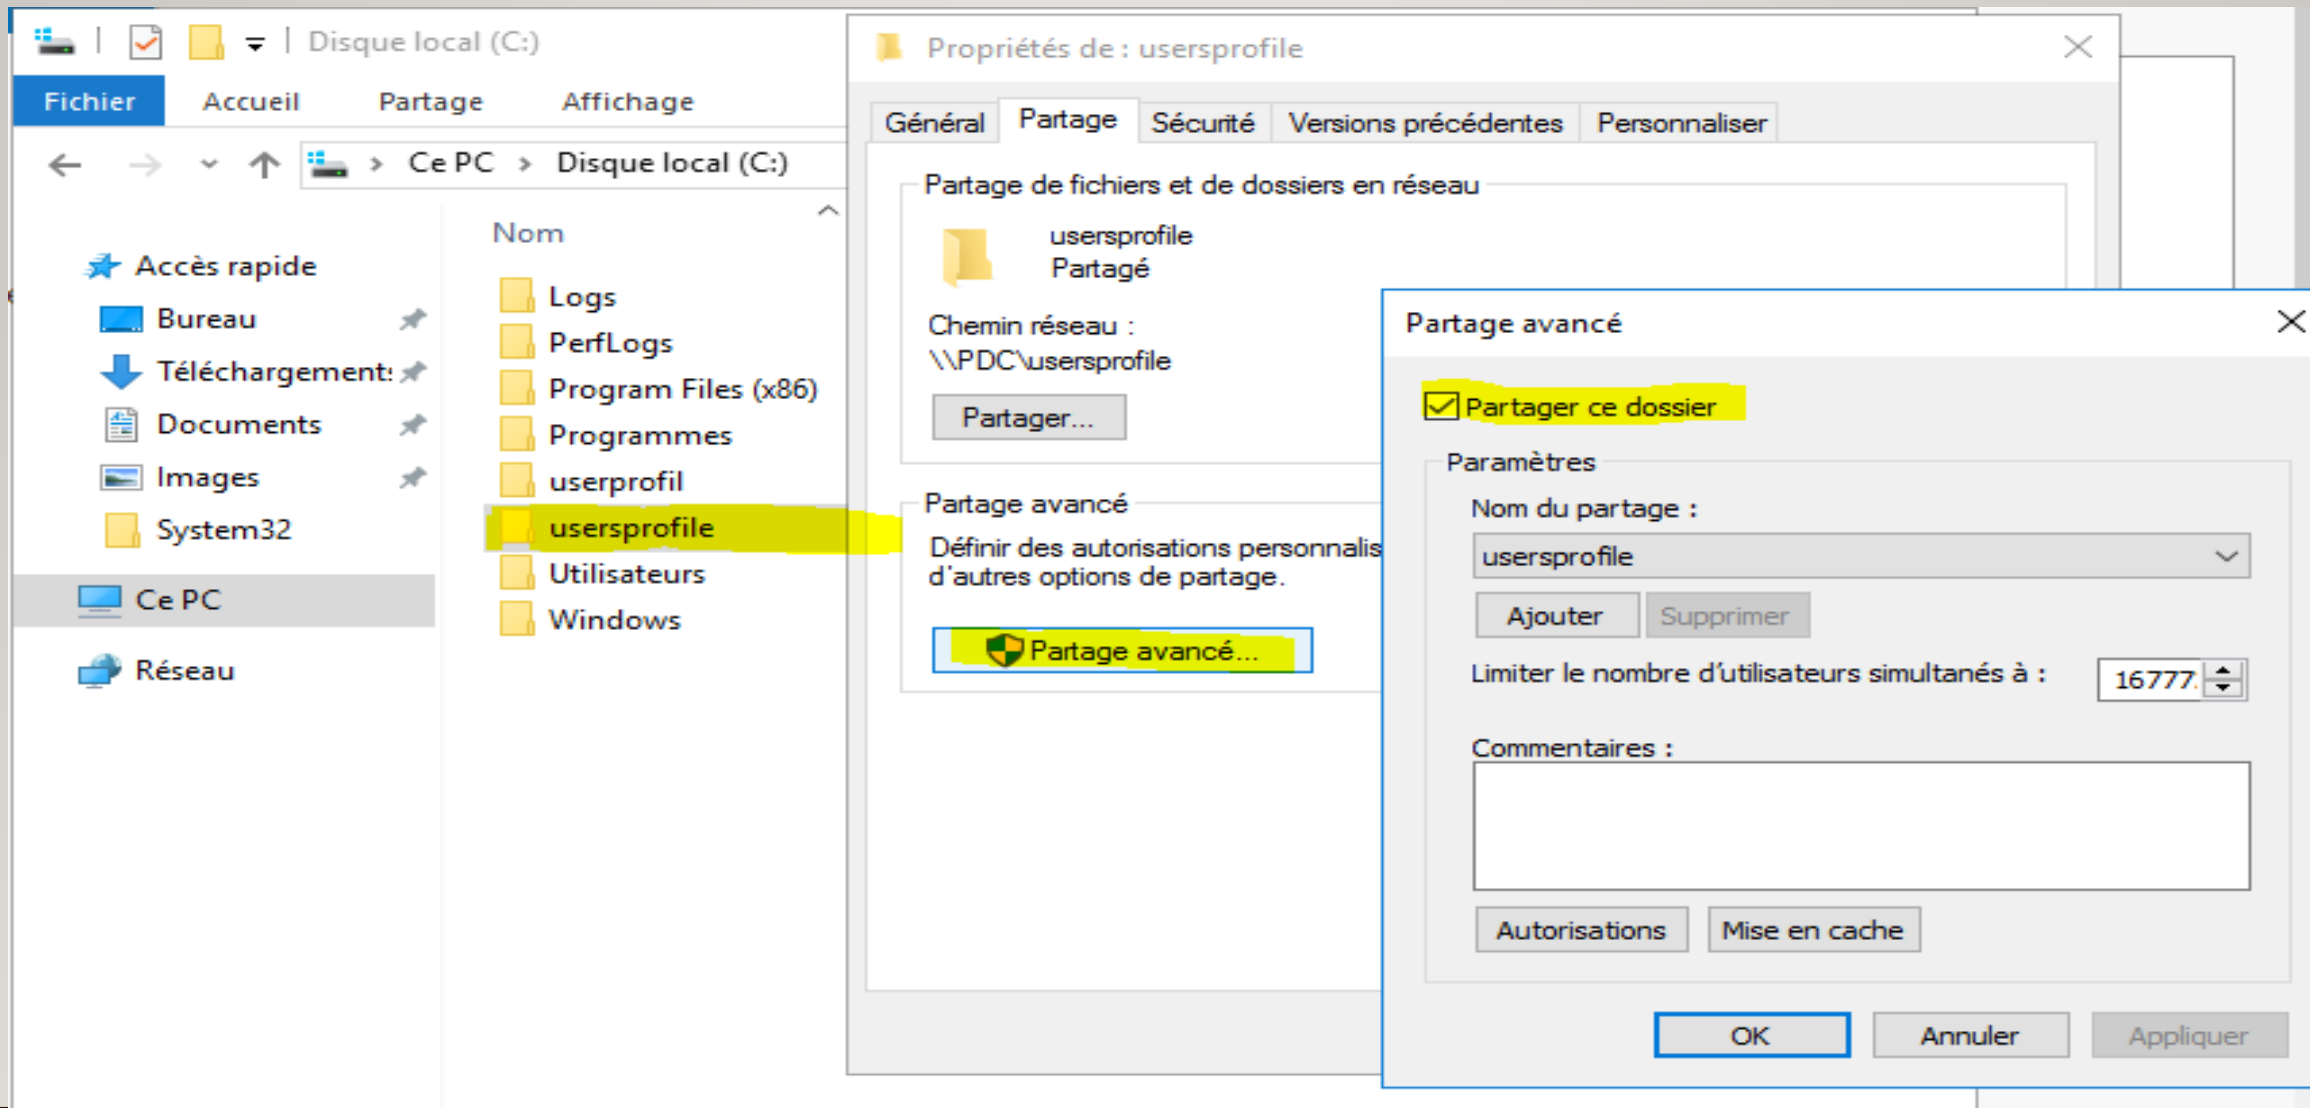 Disque local (C:)
Fichier Accueil Partage Affichage
Ce PC > Disque local (C:)
Accès rapide
Bureau
Téléchargement
Documents
Images
System32
Ce PC
Réseau
Nom
Logs
PerfLogs
Program Files (x86)
Programmes
userprofil
usersprofile
Utilisateurs
Windows
Propriétés de : usersprofile
Général Partage Sécurité Versions précédentes Personnaliser
Partage de fichiers et de dossiers en réseau
usersprofile
Partagé
Chemin réseau :
\\PDC\usersprofile
Partager...
Partage avancé
Définir des autorisations personnalis
d'autres options de partage.
Partage avancé...
Partage avancé
Partager ce dossier
Paramètres
Nom du partage :
usersprofile
Ajouter Supprimer
Limiter le nombre d'utilisateurs simultanés à : 16777
Commentaires :
Autorisations Mise en cache
OK Annuler Appliquer